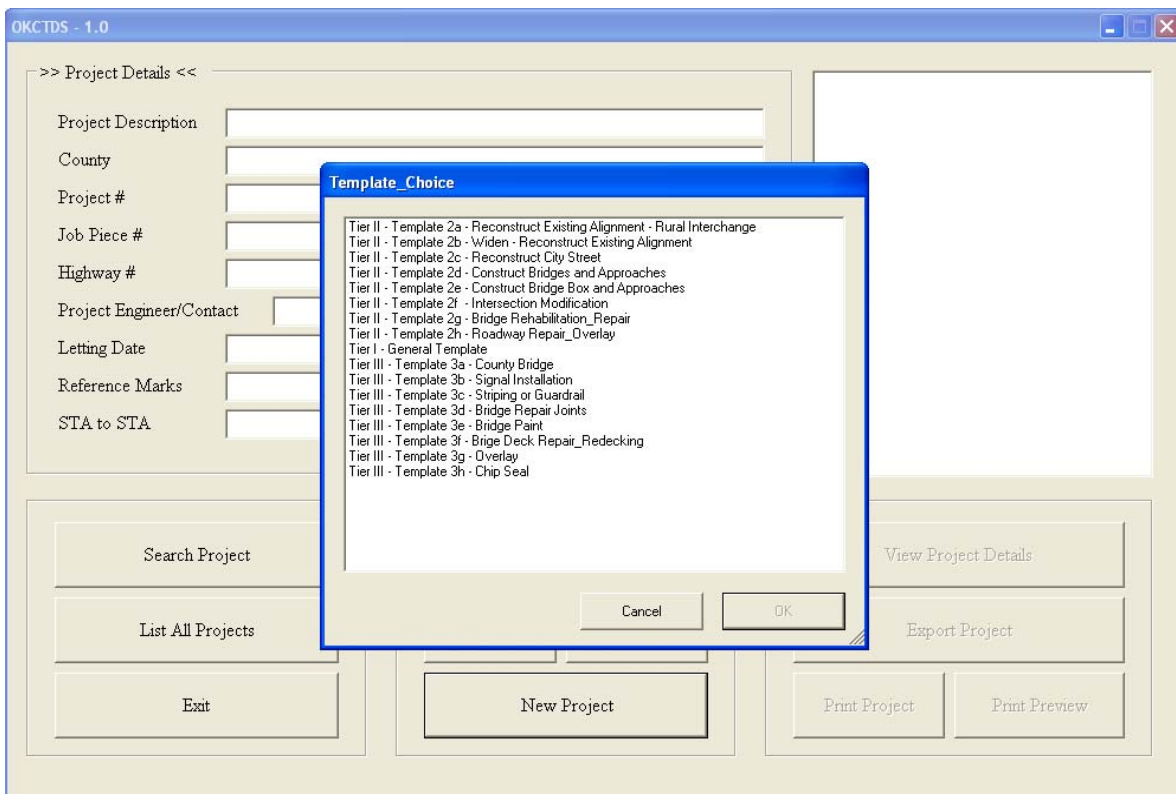 OKCTDS - 1.0
>> Project Details <<
Project Description
County
Project #
Job Piece #
Highway #
Project Engineer/Contact
Letting Date
Reference Marks
STA to STA
Template_Choice
Tier II - Template 2a - Reconstruct Existing Alignment - Rural Interchange
Tier II - Template 2b - Widen - Reconstruct Existing Alignment
Tier II - Template 2c - Reconstruct City Street
Tier II - Template 2d - Construct Bridges and Approaches
Tier II - Template 2e - Construct Bridge Box and Approaches
Tier II - Template 2f - Intersection Modification
Tier II - Template 2g - Bridge Rehabilitation_Repair
Tier II - Template 2h - Roadway Repair_Overlay
Tier I - General Template
Tier III - Template 3a - County Bridge
Tier III - Template 3b - Signal Installation
Tier III - Template 3c - Striping or Guardrail
Tier III - Template 3d - Bridge Repair Joints
Tier III - Template 3e - Bridge Paint
Tier III - Template 3f - Brige Deck Repair_Redecking
Tier III - Template 3g - Overlay
Tier III - Template 3h - Chip Seal
Cancel
OK
Search Project
List All Projects
Exit
New Project
View Project Details
Export Project
Print Project
Print Preview